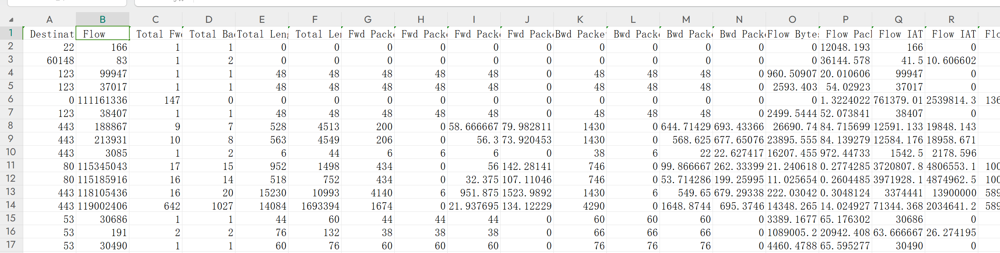 A B C D E F G H I J K L M N O P Q R
1 Destinat Flow Total Fw Total Ba Total Len Total Le Fwd Pack Fwd Pack Fwd Pack Fwd Pack Bwd Packe Bwd Pack Bwd Pack Bwd Pack Flow Byte Flow Pac Flow IAT Flow IAT Flo
2 22 166 1 1 0 0 0 0 0 0 0 0 0 0 0 12048.193 166 0
3 60148 83 1 2 0 0 0 0 0 0 0 0 0 0 0 36144.578 41.5 10.606602
4 123 99947 1 1 48 48 48 48 48 0 48 48 48 0 960.50907 20.010606 99947 0
5 123 37017 1 1 48 48 48 48 48 0 48 48 48 0 2593.403 54.02923 37017 0
6 0 111161336 147 0 0 0 0 0 0 0 0 0 0 0 0 1.3224022 761379.01 2539814.3 136
7 123 38407 1 1 48 48 48 48 48 0 48 48 48 0 2499.5444 52.073841 38407 0
8 443 188867 9 7 528 4513 200 0 58.666667 79.982811 1430 0 644.71429 693.43366 26690.74 84.715699 12591.133 19848.143
9 443 213931 10 8 563 4549 206 0 56.3 73.920453 1430 0 568.625 677.65076 23895.555 84.139279 12584.176 18958.671
10 443 3085 1 2 6 44 6 6 6 0 38 6 22 22.627417 16207.455 972.44733 1542.5 2178.596
11 80 115345043 17 15 952 1498 434 0 56 142.28141 746 0 99.866667 262.33399 21.240618 0.2774285 3720807.8 4806553.1 100
12 80 115185916 16 14 518 752 434 0 32.375 107.11046 746 0 53.714286 199.25995 11.025654 0.2604485 3971928.1 4874962.5 100
13 443 118105436 16 20 15230 10993 4140 6 951.875 1523.9892 1430 6 549.65 679.29338 222.03042 0.3048124 3374441 13900000 589
14 443 119002406 642 1027 14084 1693394 1674 0 21.937695 134.12229 4290 0 1648.8744 695.3746 14348.265 14.024927 71344.368 2034641.2 589
15 53 30686 1 1 44 60 44 44 44 0 60 60 60 0 3389.1677 65.176302 30686 0
16 53 191 2 2 76 132 38 38 38 0 66 66 66 0 1089005.2 20942.408 63.666667 26.274195
17 53 30490 1 1 60 76 60 60 60 0 76 76 76 0 4460.4788 65.595277 30490 0